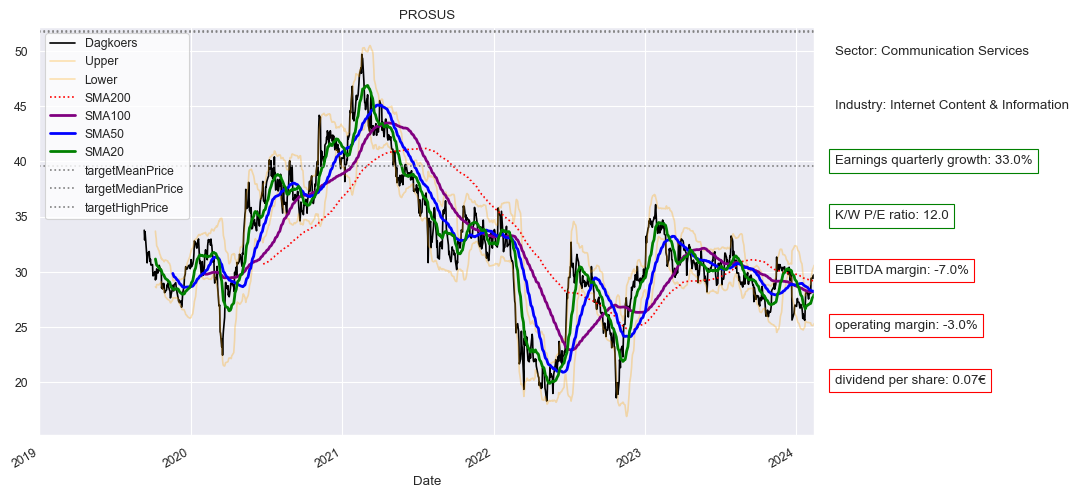 PROSUS
50
45
40
35
30
25
20
Dagkoers
Upper
Lower
SMA200
SMA100
SMA50
SMA20
targetMeanPrice
targetMedianPrice
targetHighPrice
2019
2020
2021
2022
2023
2024
Date
Sector: Communication Services
Industry: Internet Content & Information
Earnings quarterly growth: 33.0%
K/W P/E ratio: 12.0
EBITDA margin: -7.0%
operating margin: -3.0%
dividend per share: 0.07€